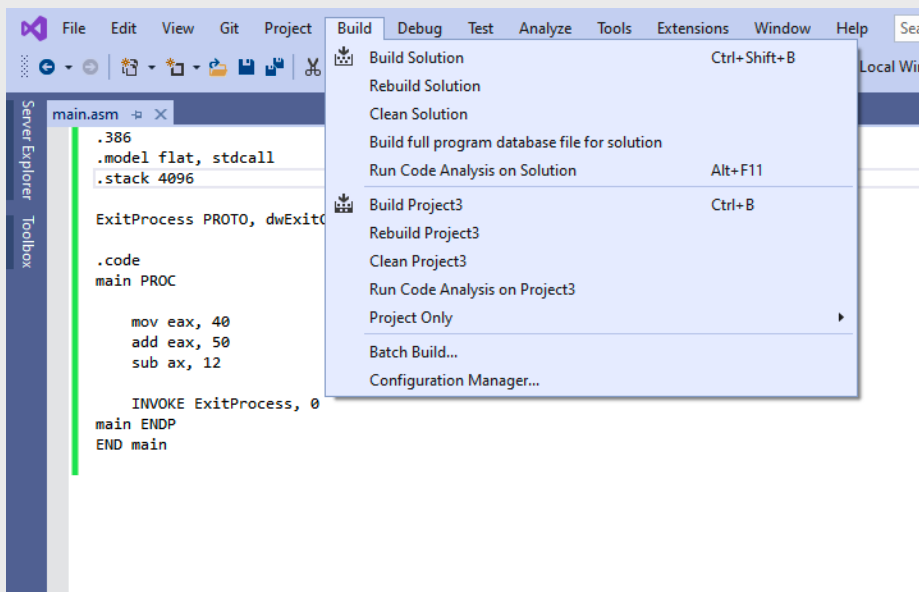 File Edit View Git Project Build Debug Test Analyze Tools Extensions Window Help Sea
Local Win
Server Explorer
Toolbox
main.asm
.386
.model flat, stdcall
.stack 4096
ExitProcess PROTO, dwExitC
.code
main PROC
mov eax, 40
add eax, 50
sub ax, 12
INVOKE ExitProcess, 0
main ENDP
END main
Build Solution Ctrl+Shift+B
Rebuild Solution
Clean Solution
Build full program database file for solution
Run Code Analysis on Solution Alt+F11
Build Project3 Ctrl+B
Rebuild Project3
Clean Project3
Run Code Analysis on Project3
Project Only
Batch Build...
Configuration Manager...